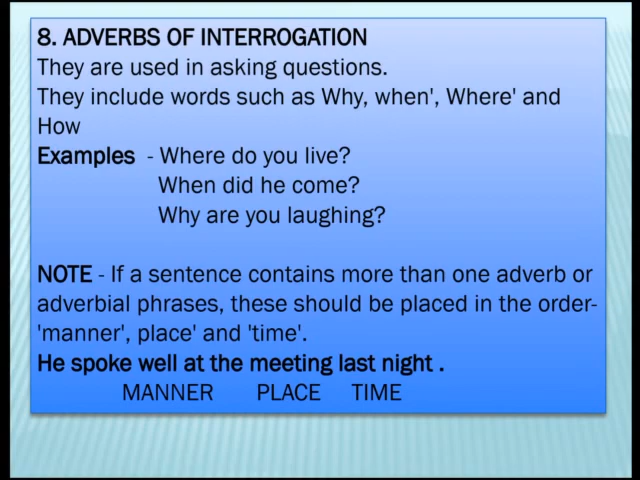 8. ADVERBS OF INTERROGATION
They are used in asking questions.
They include words such as Why, when', Where' and
How
Examples - Where do you live?
When did he come?
Why are you laughing?
NOTE - If a sentence contains more than one adverb or
adverbial phrases, these should be placed in the order-
'manner', place' and 'time'.
He spoke well at the meeting last night .
MANNER PLACE TIME